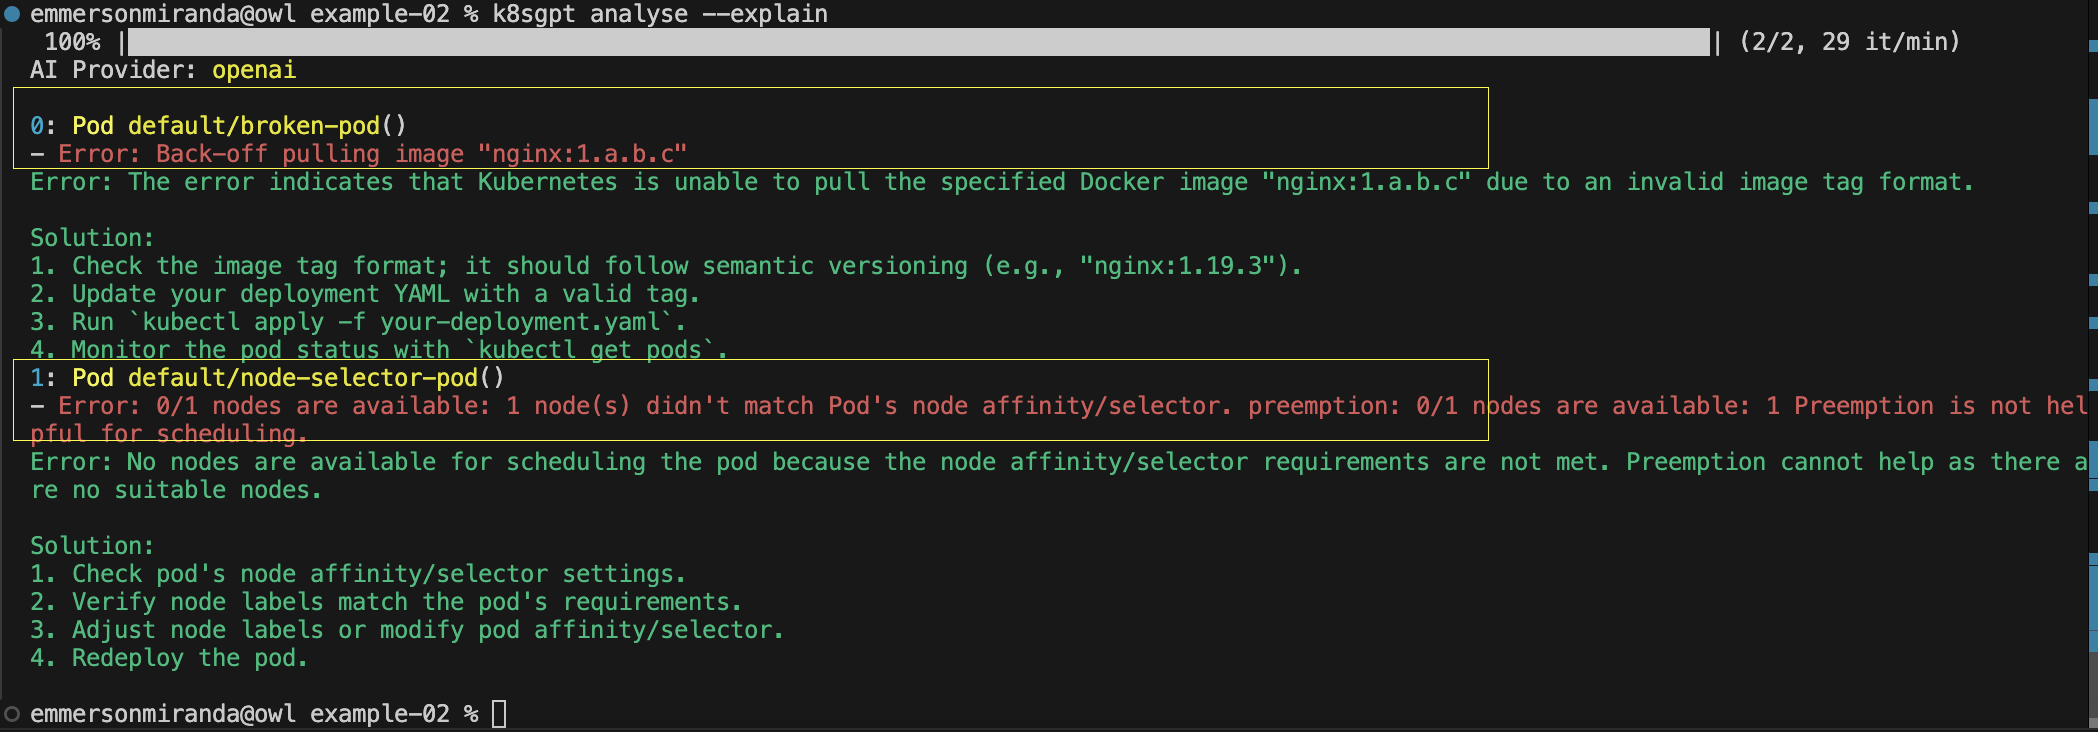 emmersonmiranda@owl example-02 % k8sgpt analyse --explain
100% | | (2/2, 29 it/min)
AI Provider: openai
0: Pod default/broken-pod()
- Error: Back-off pulling image "nginx:1.a.b.c"
Error: The error indicates that Kubernetes is unable to pull the specified Docker image "nginx:1.a.b.c" due to an invalid image tag format.
Solution:
1. Check the image tag format; it should follow semantic versioning (e.g., "nginx:1.19.3").
2. Update your deployment YAML with a valid tag.
3. Run `kubectl apply -f your-deployment.yaml`.
4. Monitor the pod status with `kubectl get pods`.
1: Pod default/node-selector-pod()
- Error: 0/1 nodes are available: 1 node(s) didn't match Pod's node affinity/selector. preemption: 0/1 nodes are available: 1 Preemption is not hel
pful for scheduling.
Error: No nodes are available for scheduling the pod because the node affinity/selector requirements are not met. Preemption cannot help as there a
re no suitable nodes.
Solution:
1. Check pod's node affinity/selector settings.
2. Verify node labels match the pod's requirements.
3. Adjust node labels or modify pod affinity/selector.
4. Redeploy the pod.
emmersonmiranda@owl example-02 %